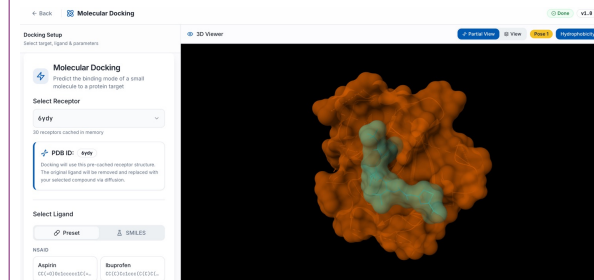 ← Back
Molecular Docking
Done
v1.0
Docking Setup
Select target, ligand & parameters
3D Viewer
Partial View
View
Pose 1
Hydrophobicity
Molecular Docking
Predict the binding mode of a small
molecule to a protein target
Select Receptor
6ydy
30 receptors cached in memory
PDB ID: 6ydy
Docking will use this pre-cached receptor structure.
The original ligand will be removed and replaced with
your selected compound via diffusion.
Select Ligand
Preset
SMILES
NSAID
Aspirin
Ibuprofen